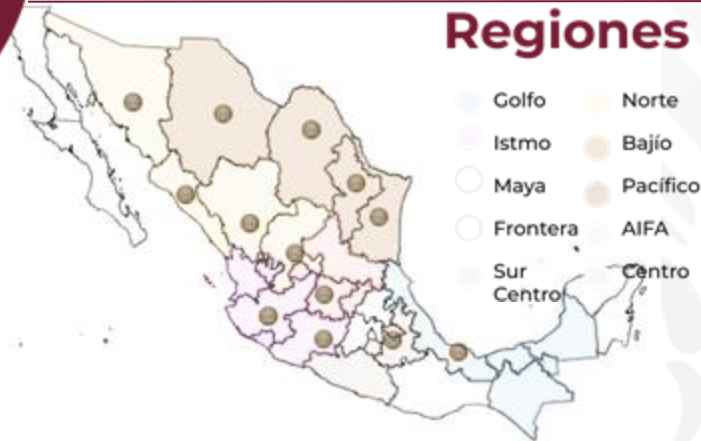 Regiones
Golfo
Norte
Istmo
Bajío
Maya
Pacífico
Frontera
AIFA
Sur
Centro
Centro